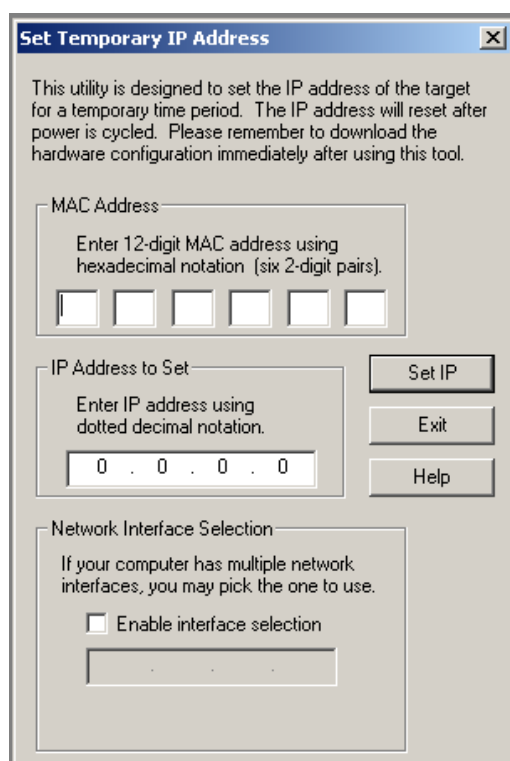 Set Temporary IP Address
This utility is designed to set the IP address of the target
for a temporary time period.  The IP address will reset after
power is cycled.  Please remember to download the
hardware configuration immediately after using this tool.
MAC Address
Enter 12-digit MAC address using
hexadecimal notation  (six 2-digit pairs).
IP Address to Set
Enter IP address using
dotted decimal notation.
0 . 0 . 0 . 0
Set IP
Exit
Help
Network Interface Selection
If your computer has multiple network
interfaces, you may pick the one to use.
Enable interface selection
. . .